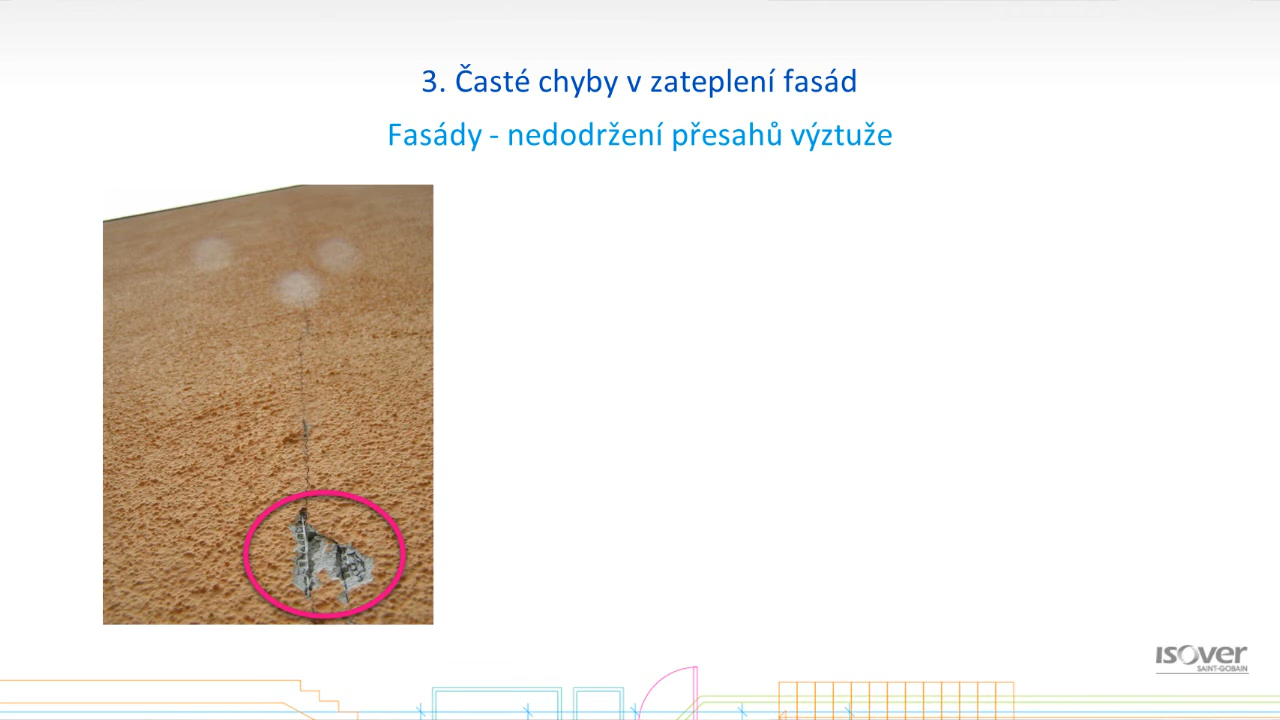 3. Časté chyby v zateplení fasád
Fasády - nedodržení přesahů výztuže
ISOVER
SAINT-GOBAIN